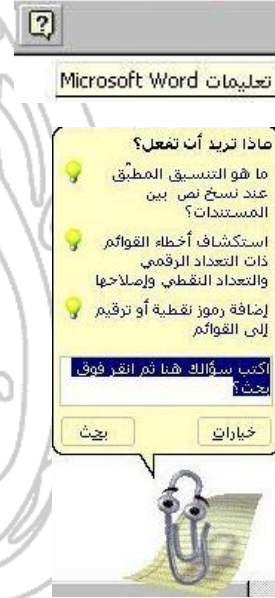 تعليمات Microsoft Word
ماذا تريد أن تفعل؟
ما هو التنسيق المطبّق
عند نسخ نص بين
المستندات؟
استكشاف أخطاء القوائم
ذات التعداد الرقمي
والتعداد النقطي وإصلاحها
إضافة رموز نقطية أو ترقيم
إلى القوائم
اكتب سؤالك هنا ثم انقر فوق
بحث؟
خيارات
بحث